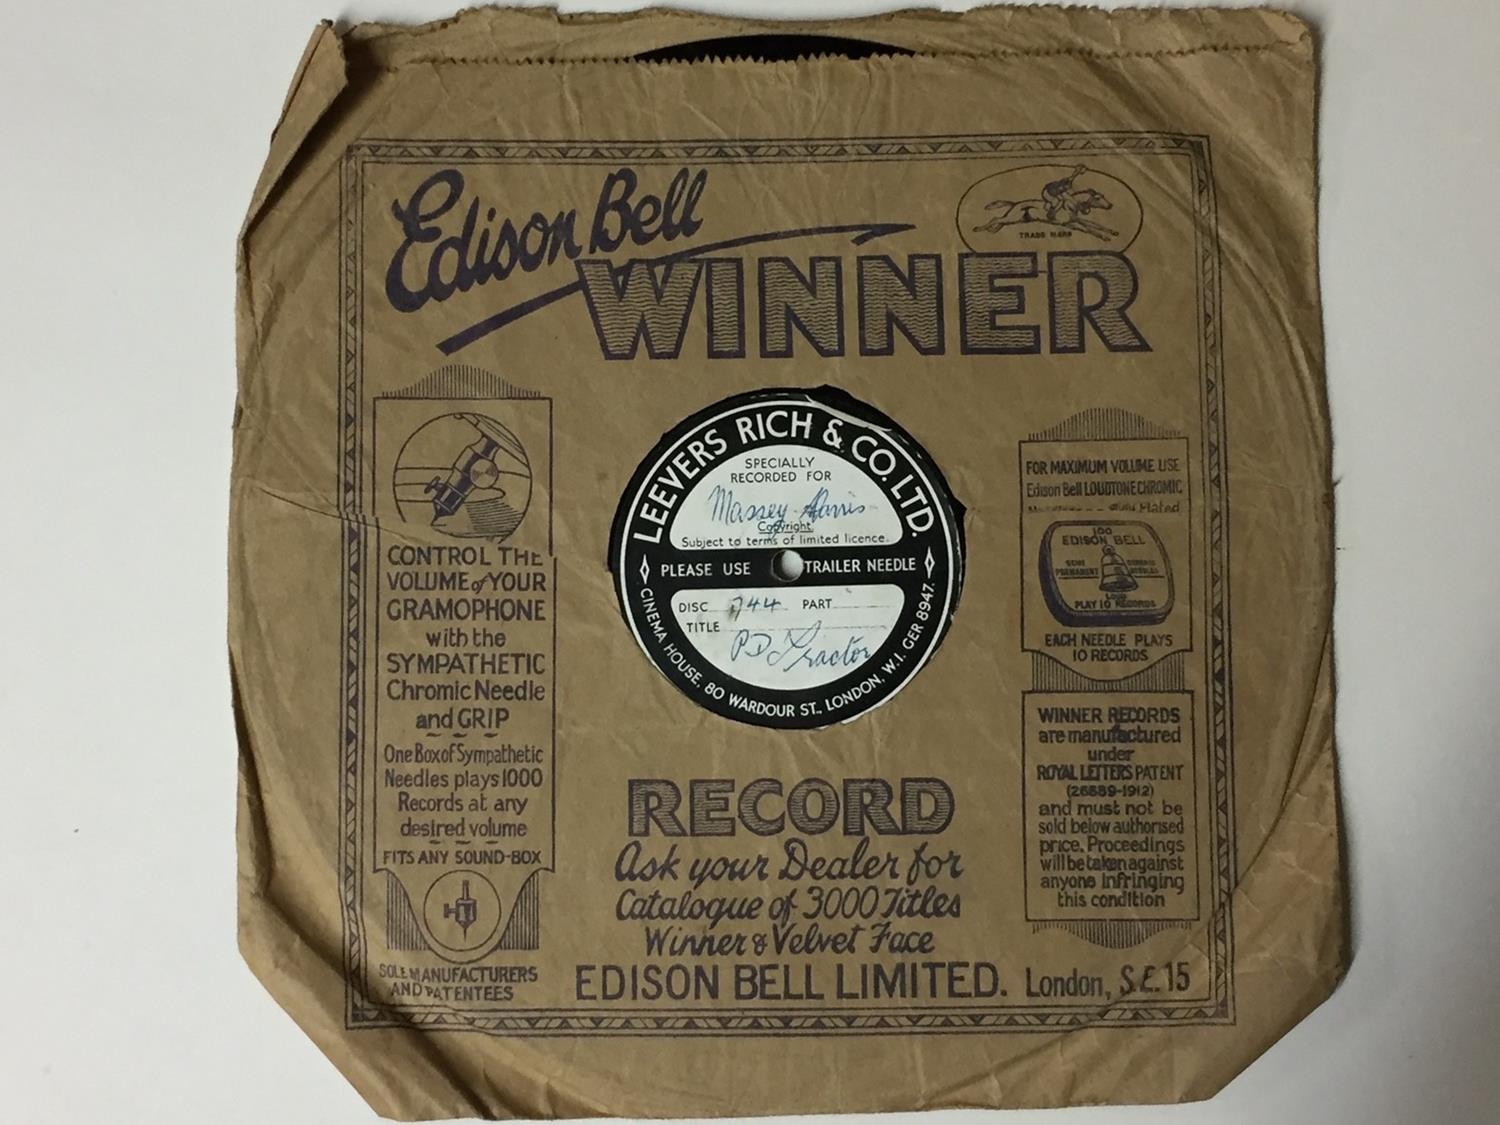 Edison Bell
WINNER
TRADE MARK
CONTROL THE
VOLUME of YOUR
GRAMOPHONE
with the
SYMPATHETIC
Chromic Needle
and GRIP
One Box of Sympathetic
Needles plays 1000
Records at any
desired volume
FITS ANY SOUND-BOX
SOLE MANUFACTURERS
AND PATENTEES
LEEVERS RICH & CO. LTD.
SPECIALLY
RECORDED FOR
Massey-Harris
Copyright.
Subject to terms of limited licence.
PLEASE USE TRAILER NEEDLE
DISC 744 PART
TITLE
PD Tractor
CINEMA HOUSE, 80 WARDOUR ST., LONDON, W.1. GER 8947.
FOR MAXIMUM VOLUME USE
Edison Bell LOUDTONE CHROMIC
Plated
100
EDISON BELL
SEMI
PERMANENT
NEEDLES
LOUD
PLAY 10 RECORDS
EACH NEEDLE PLAYS
10 RECORDS
WINNER RECORDS
are manufactured
under
ROYAL LETTERS PATENT
(26889-1912)
and must not be
sold below authorised
price. Proceedings
will be taken against
anyone infringing
this condition
RECORD
Ask your Dealer for
Catalogue of 3000 Titles
Winner & Velvet Face
EDISON BELL LIMITED. London, S.E. 15